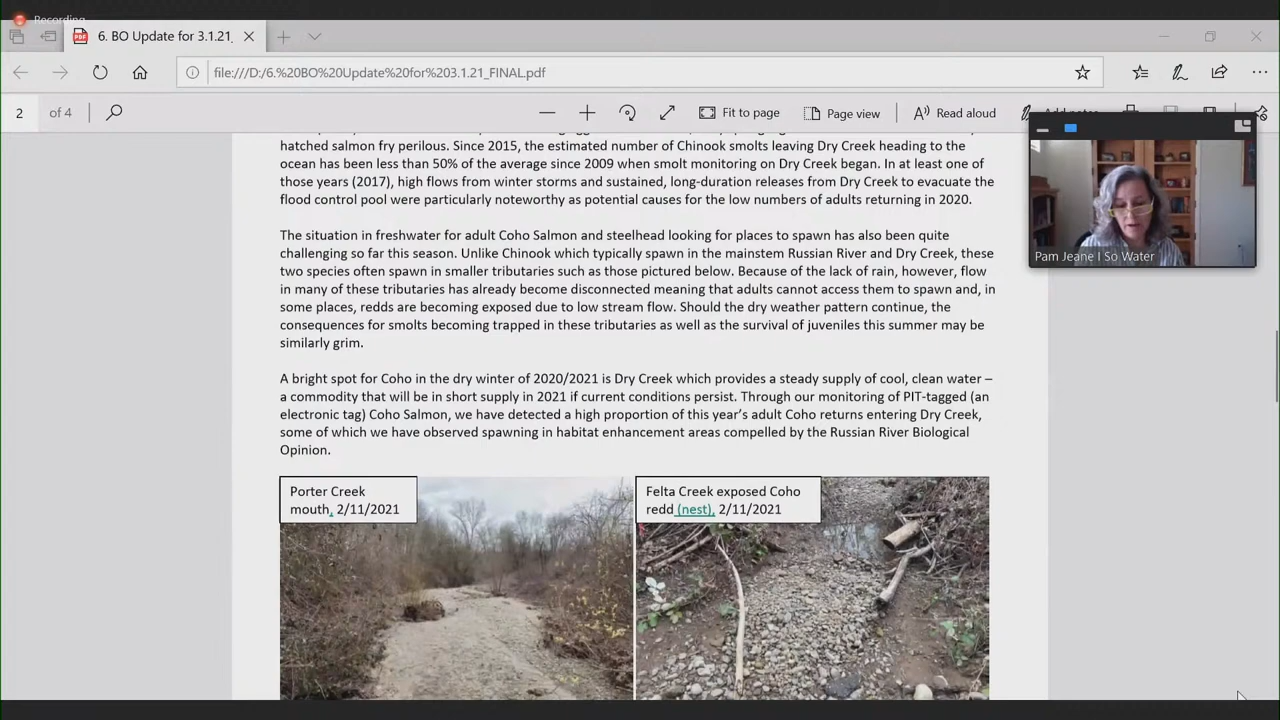 Recording
6. BO Update for 3.1.21_
file:///D:/6.%20BO%20Update%20for%203.1.21_FINAL.pdf
2 of 4
Fit to page
Page view
Read aloud
Add notes
hatched salmon fry perilous. Since 2015, the estimated number of Chinook smolts leaving Dry Creek heading to the
ocean has been less than 50% of the average since 2009 when smolt monitoring on Dry Creek began. In at least one of
those years (2017), high flows from winter storms and sustained, long-duration releases from Dry Creek to evacuate the
flood control pool were particularly noteworthy as potential causes for the low numbers of adults returning in 2020.
Pam Jeane I So Water
The situation in freshwater for adult Coho Salmon and steelhead looking for places to spawn has also been quite
challenging so far this season. Unlike Chinook which typically spawn in the mainstem Russian River and Dry Creek, these
two species often spawn in smaller tributaries such as those pictured below. Because of the lack of rain, however, flow
in many of these tributaries has already become disconnected meaning that adults cannot access them to spawn and, in
some places, redds are becoming exposed due to low stream flow. Should the dry weather pattern continue, the
consequences for smolts becoming trapped in these tributaries as well as the survival of juveniles this summer may be
similarly grim.
A bright spot for Coho in the dry winter of 2020/2021 is Dry Creek which provides a steady supply of cool, clean water –
a commodity that will be in short supply in 2021 if current conditions persist. Through our monitoring of PIT-tagged (an
electronic tag) Coho Salmon, we have detected a high proportion of this year's adult Coho returns entering Dry Creek,
some of which we have observed spawning in habitat enhancement areas compelled by the Russian River Biological
Opinion.
Porter Creek
mouth, 2/11/2021
Felta Creek exposed Coho
redd (nest), 2/11/2021